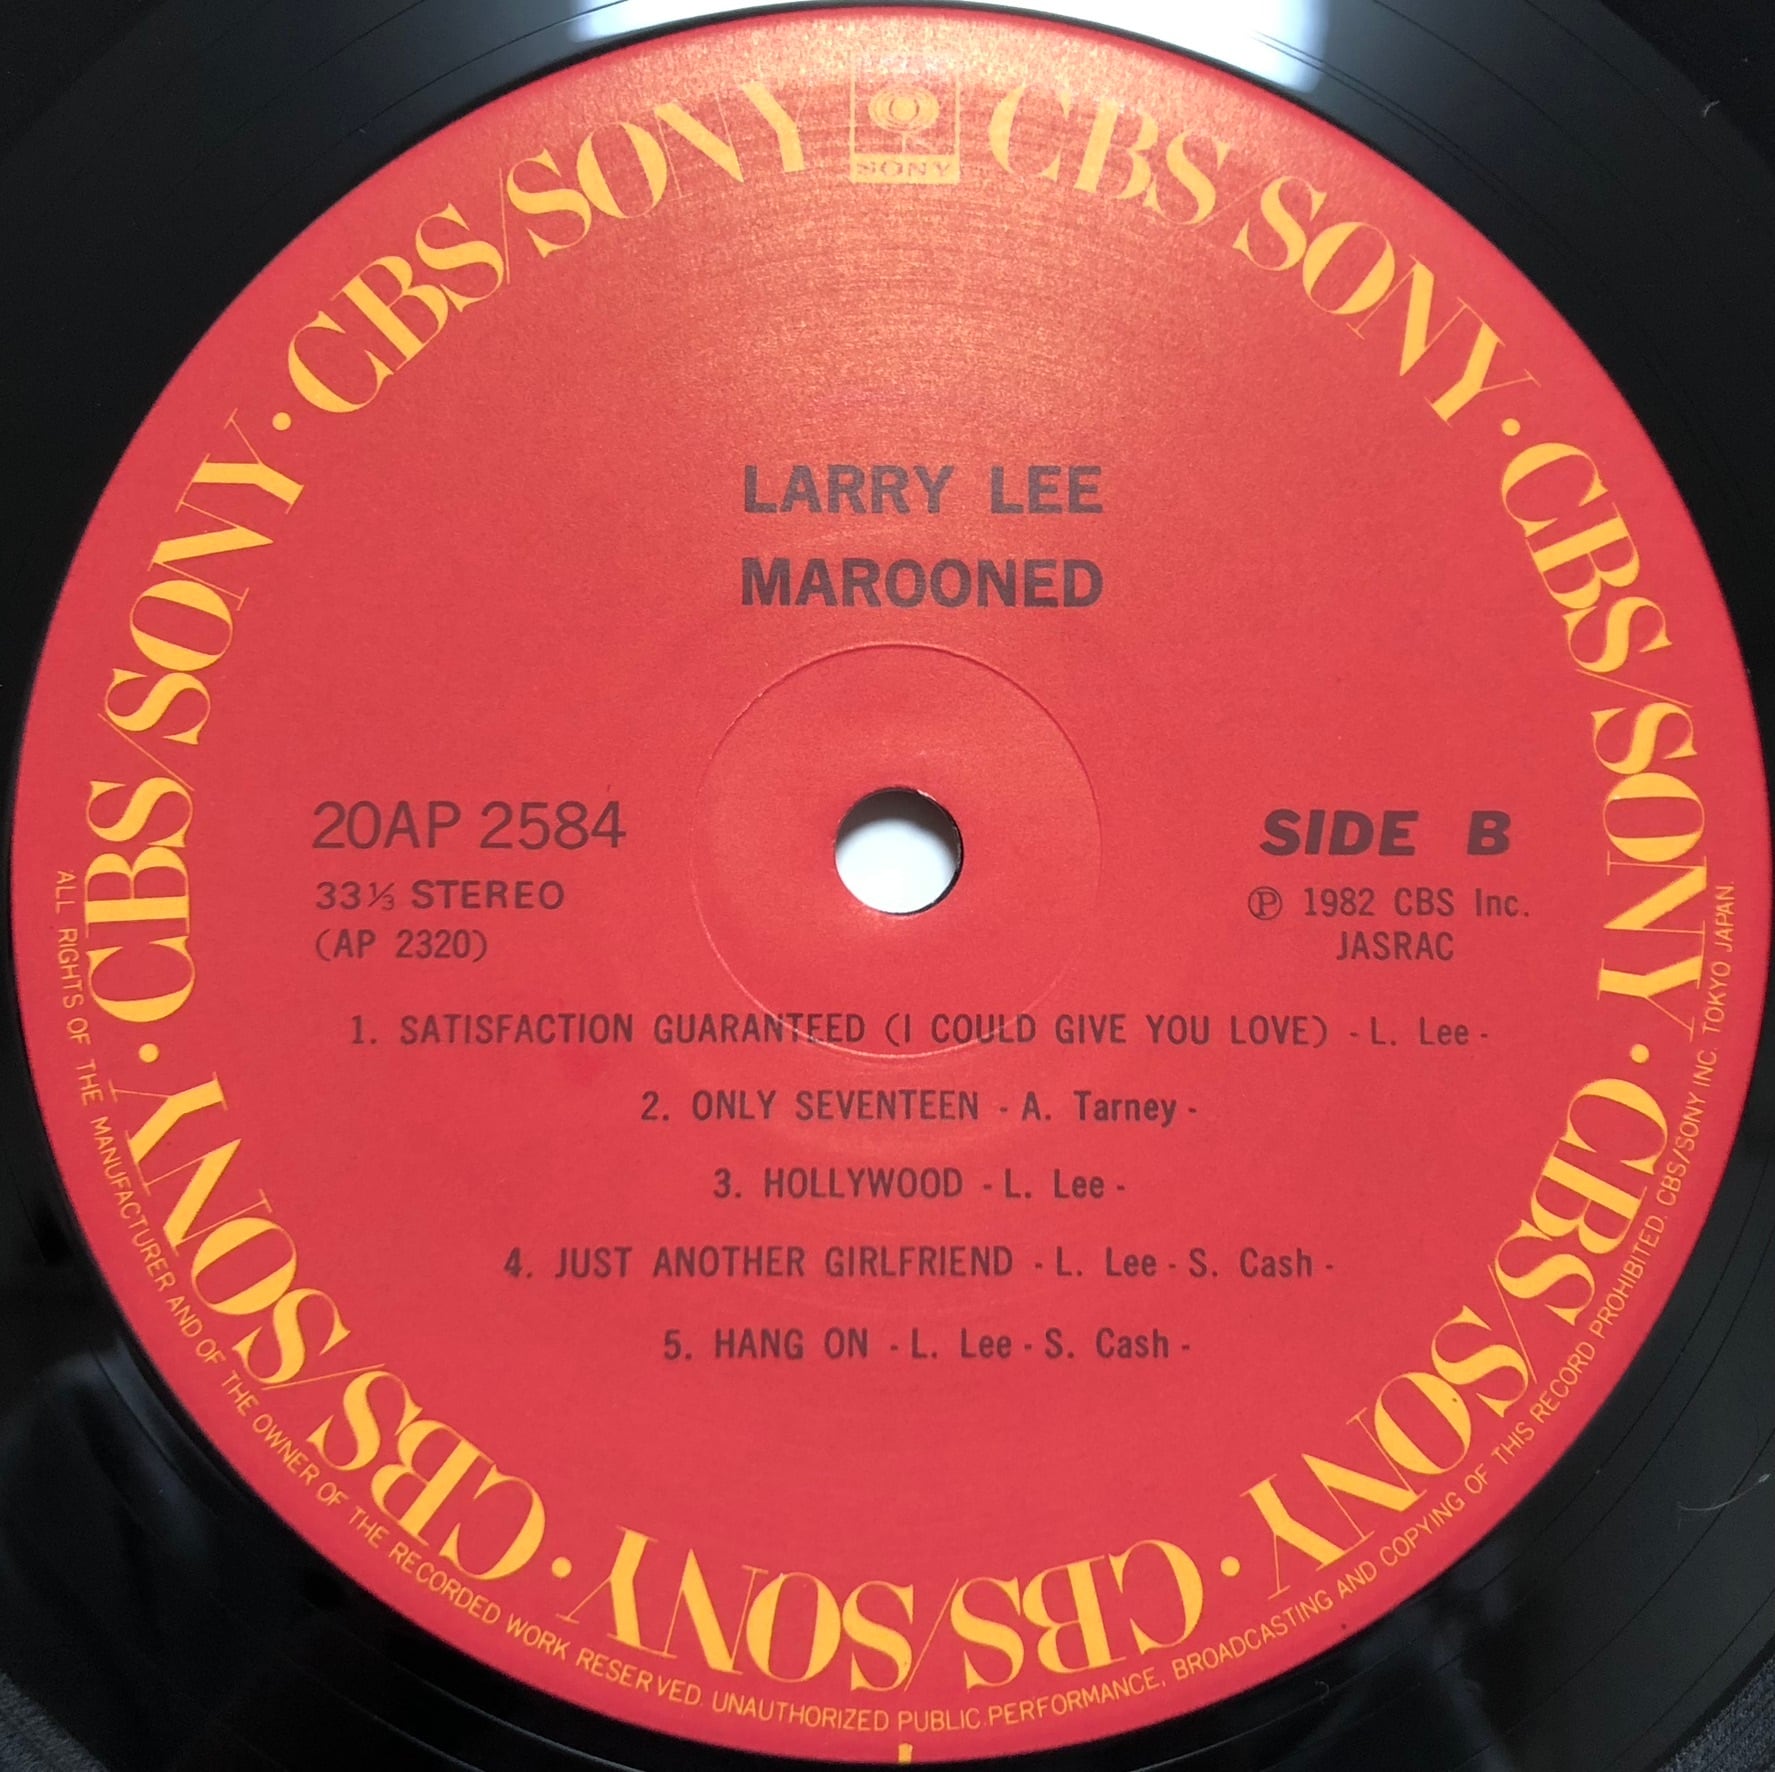 SONY
CBS/SONY · CBS/SONY · CBS/SONY · CBS/SONY · CBS/SONY · CBS/SONY · CBS/SONY
LARRY LEE
MAROONED
20AP 2584
33⅓ STEREO
(AP 2320)
SIDE B
Ⓟ 1982 CBS Inc.
JASRAC
1. SATISFACTION GUARANTEED (I COULD GIVE YOU LOVE) - L. Lee -
2. ONLY SEVENTEEN - A. Tarney -
3. HOLLYWOOD - L. Lee -
4. JUST ANOTHER GIRLFRIEND - L. Lee - S. Cash -
5. HANG ON - L. Lee - S. Cash -
ALL RIGHTS OF THE MANUFACTURER AND OF THE OWNER OF THE RECORDED WORK RESERVED. UNAUTHORIZED PUBLIC PERFORMANCE, BROADCASTING AND COPYING OF THIS RECORD PROHIBITED. CBS/SONY INC. TOKYO JAPAN.